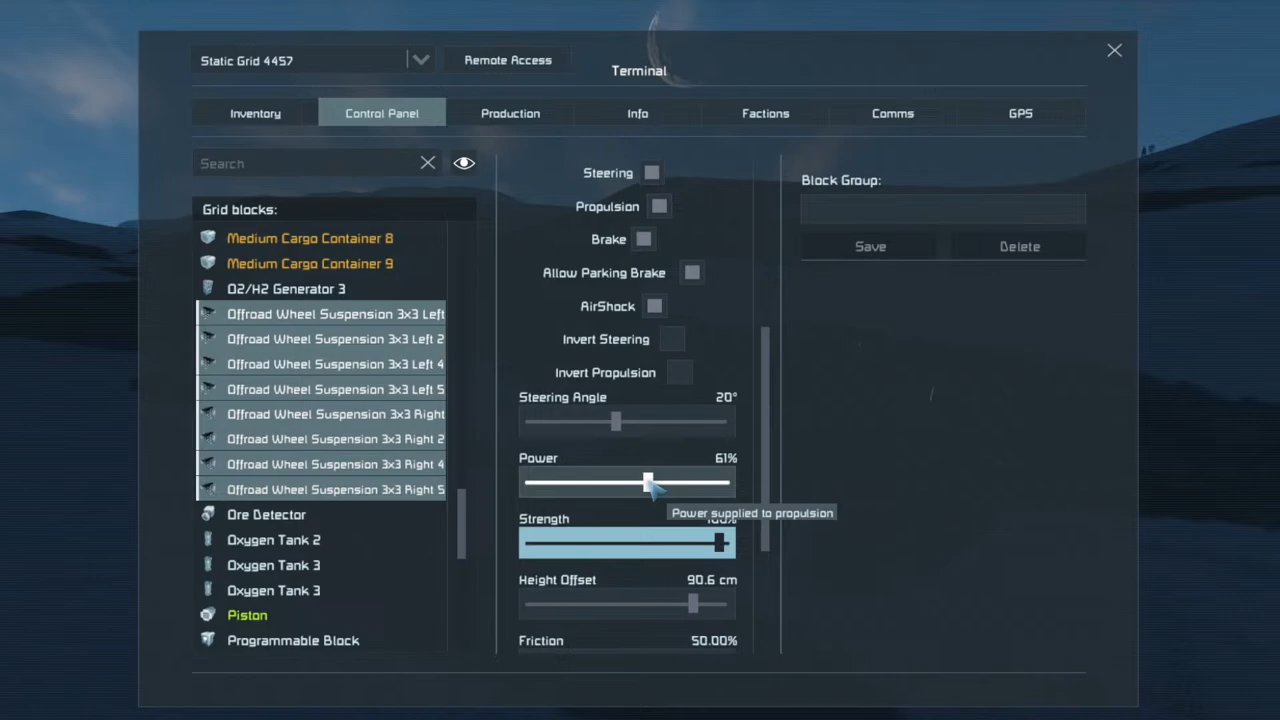 Static Grid 4457
Remote Access
Terminal
Inventory
Control Panel
Production
Info
Factions
Comms
GPS
Search
Grid blocks:
Medium Cargo Container 8
Medium Cargo Container 9
O2/H2 Generator 3
Offroad Wheel Suspension 3x3 Left
Offroad Wheel Suspension 3x3 Left 2
Offroad Wheel Suspension 3x3 Left 4
Offroad Wheel Suspension 3x3 Left 5
Offroad Wheel Suspension 3x3 Right
Offroad Wheel Suspension 3x3 Right 2
Offroad Wheel Suspension 3x3 Right 4
Offroad Wheel Suspension 3x3 Right 5
Ore Detector
Oxygen Tank 2
Oxygen Tank 3
Oxygen Tank 3
Piston
Programmable Block
Steering
Propulsion
Brake
Allow Parking Brake
AirShock
Invert Steering
Invert Propulsion
Steering Angle 20°
Power 61%
Power supplied to propulsion
Strength
Height Offset 90.6 cm
Friction 50.00%
Block Group:
Save
Delete